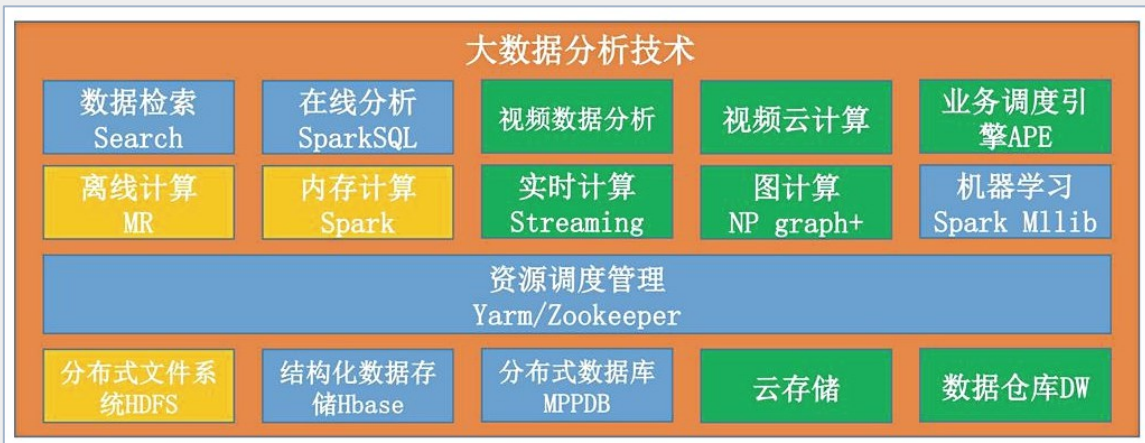 大数据分析技术
数据检索
Search
在线分析
SparkSQL
视频数据分析
视频云计算
业务调度引
擎APE
离线计算
MR
内存计算
Spark
实时计算
Streaming
图计算
NP graph+
机器学习
Spark Mllib
资源调度管理
Yarm/Zookeeper
分布式文件系
统HDFS
结构化数据存
储Hbase
分布式数据库
MPPDB
云存储
数据仓库DW